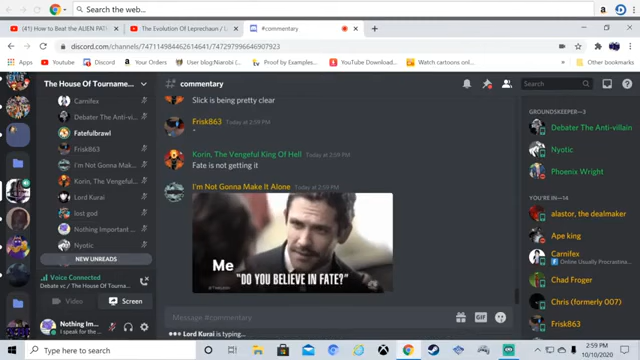 Search the web...
(41) How to Beat the ALIEN PAT
The Evolution Of Leprechaun /
#commentary
discord.com/channels/747114984462614641/74729799646907923
YouTube
Blog
User blog:Narobi
Proof by Examples...
YouTube Download...
Watch cartoons onl...
Other bookmarks
The House Of Tourname...
commentary
Search
Carnifex
Debater The Anti-vi...
Fatefulbrawl
Frisk863
I'm Not Gonna Mak...
Korin, The Vengeful...
Lord Kurai
lost god
Nothing Important
Nyotic
NEW UNREADS
Voice Connected
Debate vc / The House Of Tourna...
Video
Screen
Nothing Im...
I speak for the...
Slick is being pretty clear
Frisk863 Today at 2:59 PM
^
Korin, The Vengeful King Of Hell Today at 2:59 PM
Fate is not getting it
I'm Not Gonna Make It Alone Today at 2:59 PM
Me
"DO YOU BELIEVE IN FATE?"
Message #commentary
GIF
Lord Kurai is typing...
GROUNDSKEEPER—3
Debater The Anti-villain
Nyotic
Phoenix Wright
YOU'RE IN—14
alastor, the dealmaker
Ape king
Carnifex
Online Usually Procrastina...
Chad Froger
Chris (formerly 007)
Frisk863
Type here to search
2:59 PM
10/10/2020